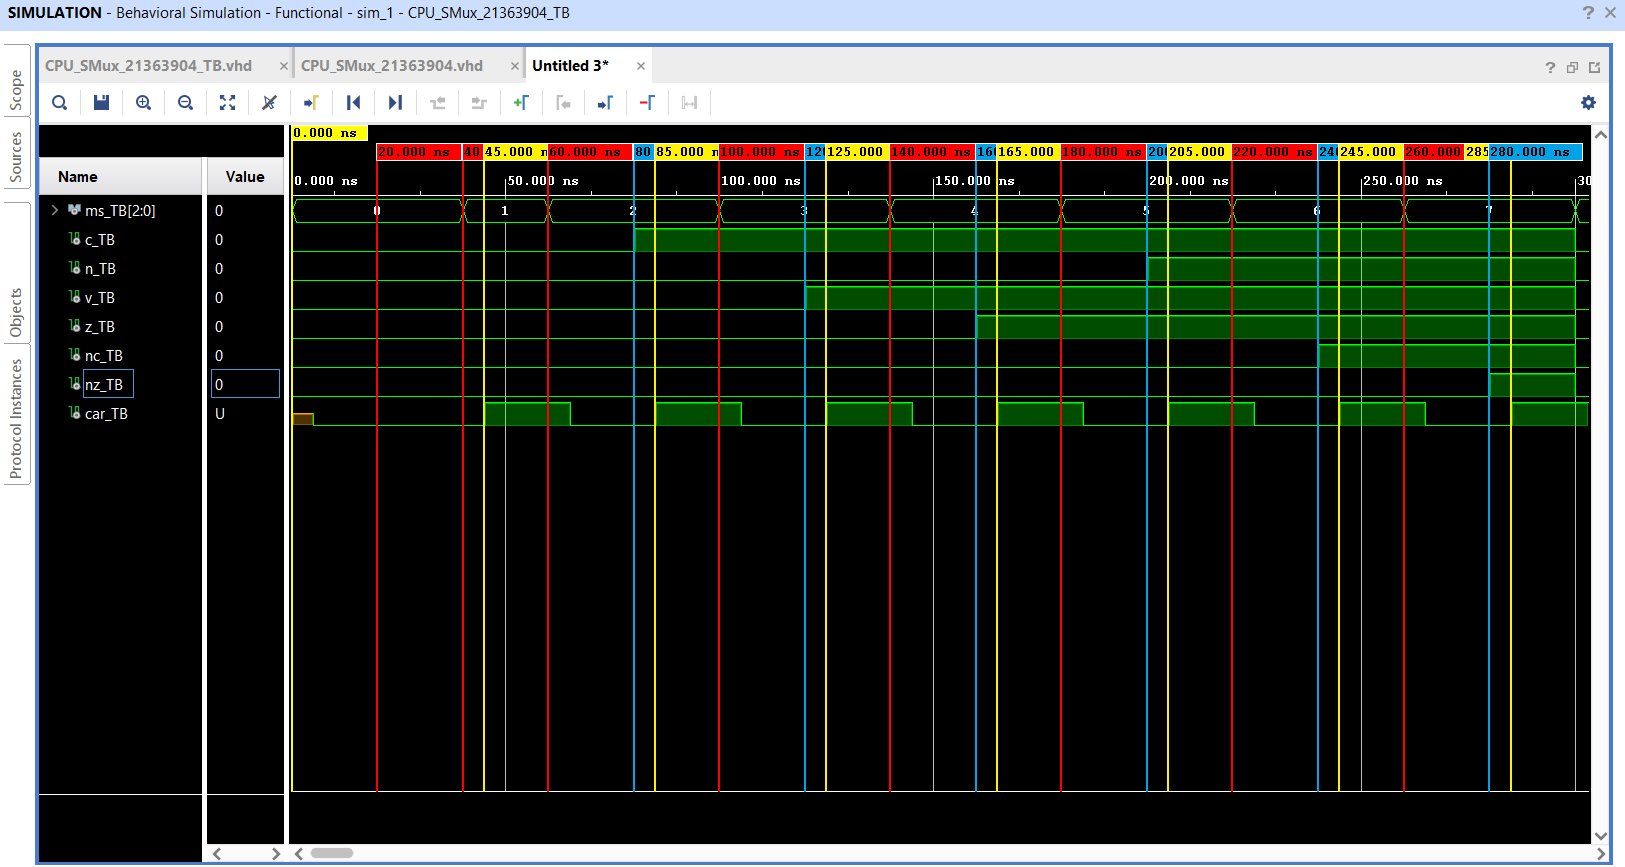 SIMULATION - Behavioral Simulation - Functional - sim_1 - CPU_SMux_21363904_TB
CPU_SMux_21363904_TB.vhd
CPU_SMux_21363904.vhd
Untitled 3*
Scope
Sources
Objects
Protocol Instances
0.000 ns
20.000 ns 40 45.000 n 60.000 ns 80 85.000 n 100.000 ns 12 125.000 140.000 ns 16 165.000 180.000 ns 20 205.000 220.000 ns 24 245.000 260.000 ns 285 280.000 ns
0.000 ns 50.000 ns 100.000 ns 150.000 ns 200.000 ns 250.000 ns 30
Name Value
ms_TB[2:0] 0 0 1 2 3 4 5 6 7
c_TB 0
n_TB 0
v_TB 0
z_TB 0
nc_TB 0
nz_TB 0
car_TB U